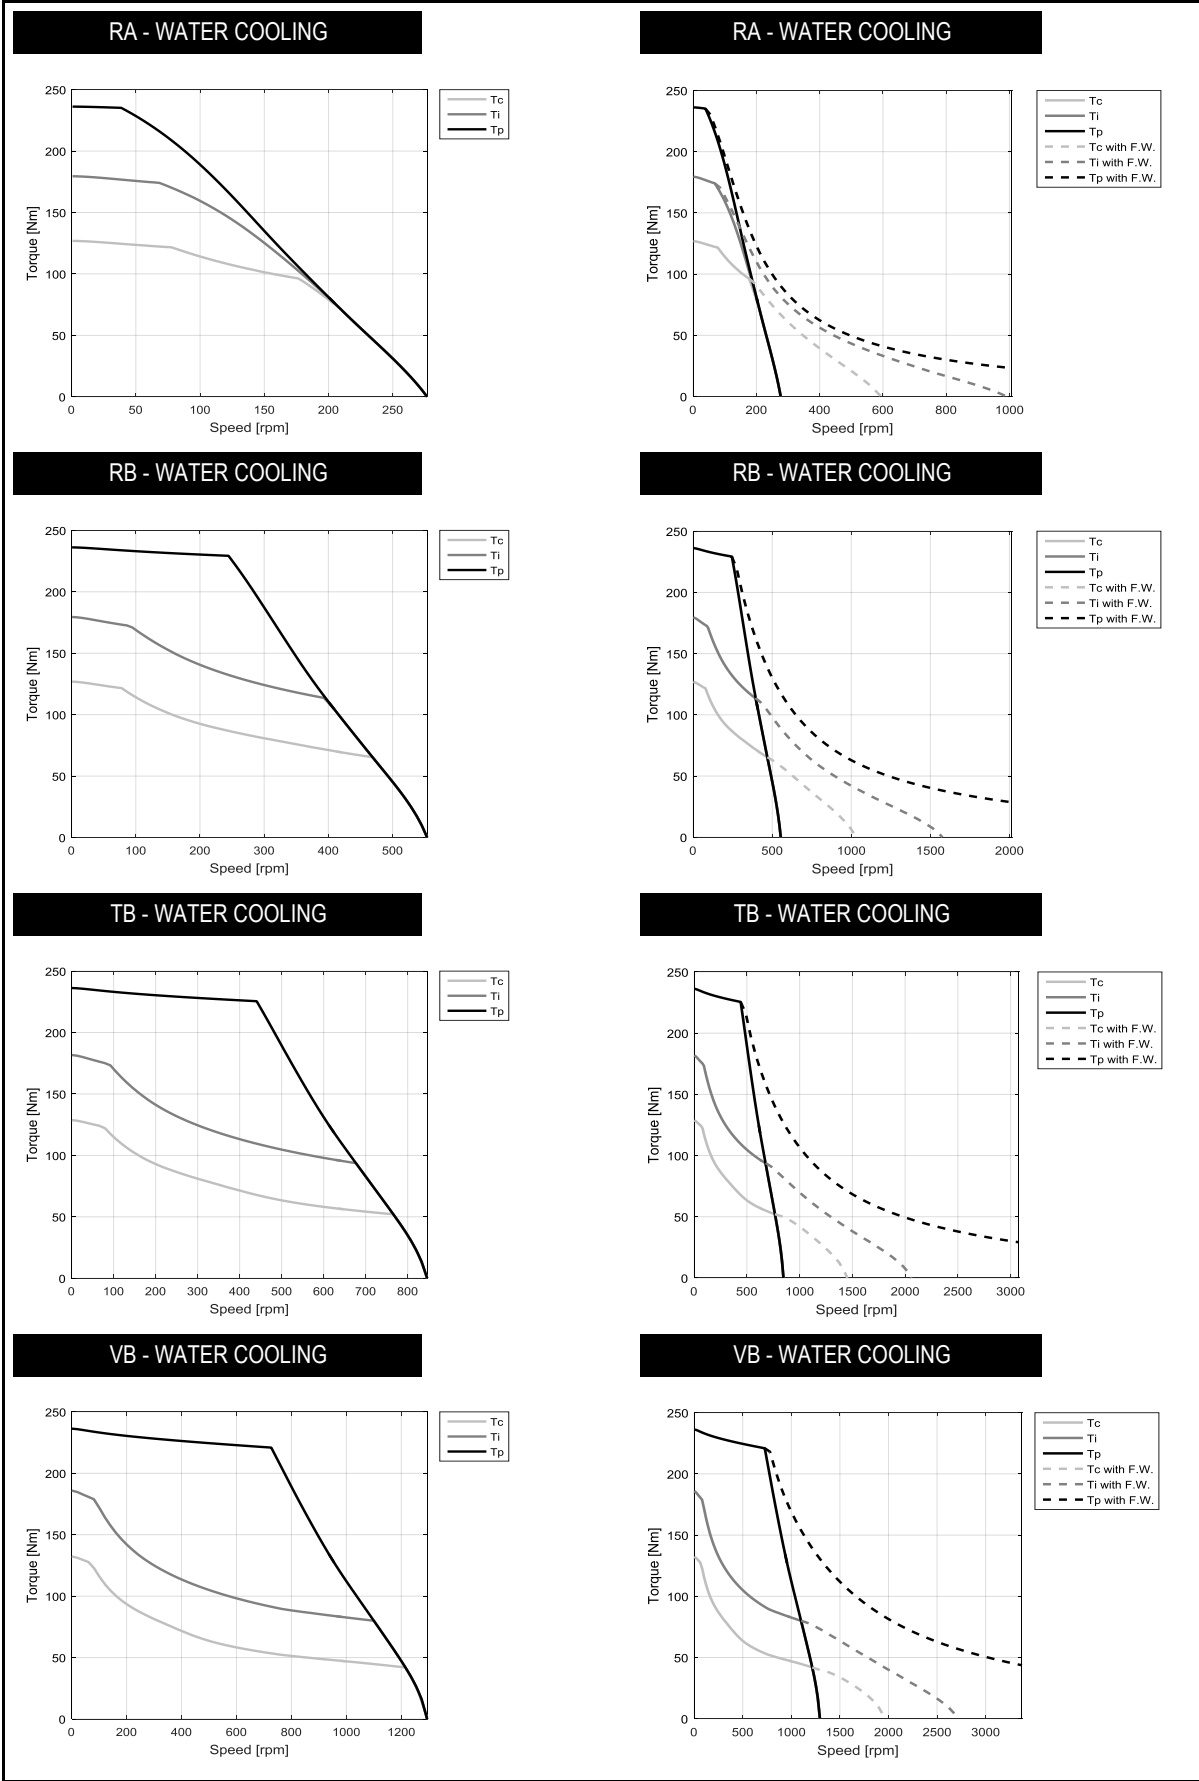 RA - WATER COOLING
RA - WATER COOLING
250
200
150
100
50
0
Torque [Nm]
0 50 100 150 200 250
Speed [rpm]
Tc
Ti
Tp
250
200
150
100
50
0
Torque [Nm]
0 200 400 600 800 1000
Speed [rpm]
Tc
Ti
Tp
Tc with F.W.
Ti with F.W.
Tp with F.W.
RB - WATER COOLING
RB - WATER COOLING
250
200
150
100
50
0
Torque [Nm]
0 100 200 300 400 500
Speed [rpm]
Tc
Ti
Tp
250
200
150
100
50
0
Torque [Nm]
0 500 1000 1500 2000
Speed [rpm]
Tc
Ti
Tp
Tc with F.W.
Ti with F.W.
Tp with F.W.
TB - WATER COOLING
TB - WATER COOLING
250
200
150
100
50
0
Torque [Nm]
0 100 200 300 400 500 600 700 800
Speed [rpm]
Tc
Ti
Tp
250
200
150
100
50
0
Torque [Nm]
0 500 1000 1500 2000 2500 3000
Speed [rpm]
Tc
Ti
Tp
Tc with F.W.
Ti with F.W.
Tp with F.W.
VB - WATER COOLING
VB - WATER COOLING
250
200
150
100
50
0
Torque [Nm]
0 200 400 600 800 1000 1200
Speed [rpm]
Tc
Ti
Tp
250
200
150
100
50
0
Torque [Nm]
0 500 1000 1500 2000 2500 3000
Speed [rpm]
Tc
Ti
Tp
Tc with F.W.
Ti with F.W.
Tp with F.W.